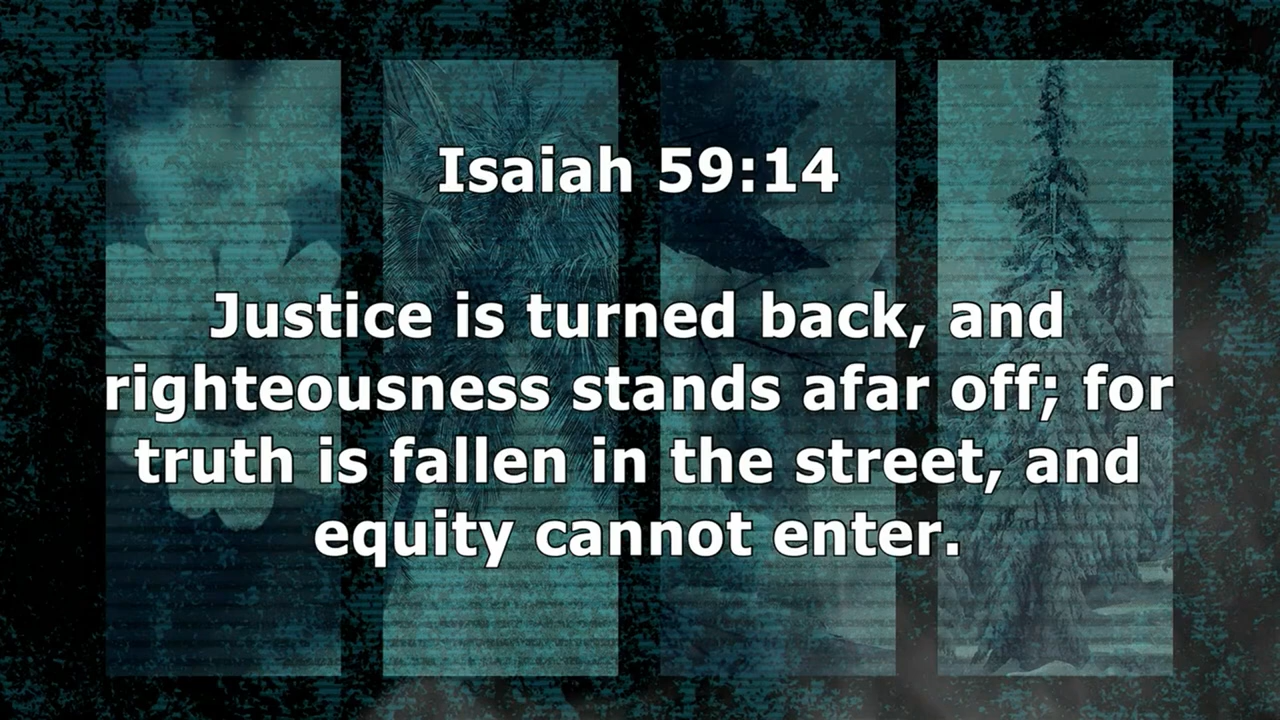 Isaiah 59:14
Justice is turned back, and
righteousness stands afar off; for
truth is fallen in the street, and
equity cannot enter.